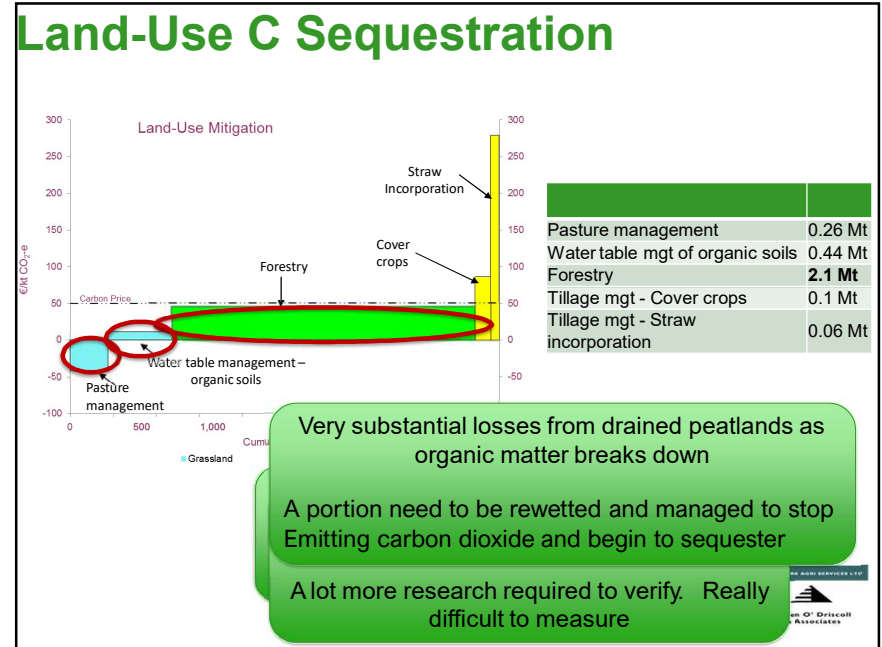 Land-Use C Sequestration
Land-Use Mitigation
300
250
200
150
100
50
0
-50
-100
300
250
200
150
100
50
0
-50
€/kt CO₂-e
Carbon Price
Straw
Incorporation
Cover
crops
Forestry
Water table management –
organic soils
Pasture
management
0 500 1,000
Grassland
Pasture management 0.26 Mt
Water table mgt of organic soils 0.44 Mt
Forestry 2.1 Mt
Tillage mgt - Cover crops 0.1 Mt
Tillage mgt - Straw
incorporation 0.06 Mt
Very substantial losses from drained peatlands as
organic matter breaks down
A portion need to be rewetted and managed to stop
Emitting carbon dioxide and begin to sequester
A lot more research required to verify. Really
difficult to measure
AGRI SERVICES LTD
O' Driscoll
Associates